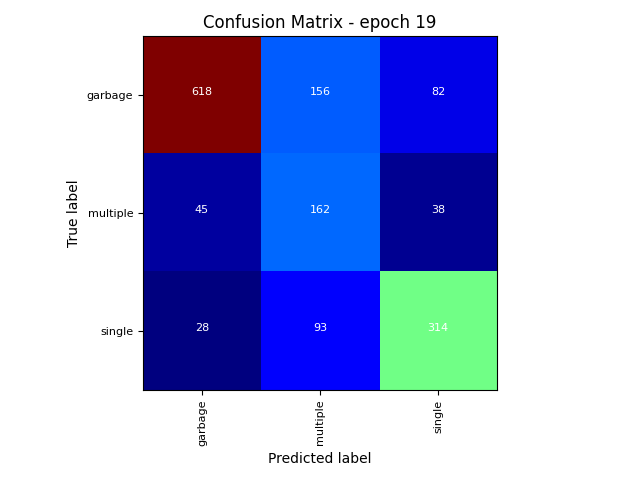 Confusion Matrix - epoch 19
True label
garbage
618 156 82
multiple
45 162 38
single
28 93 314
garbage
multiple
single
Predicted label